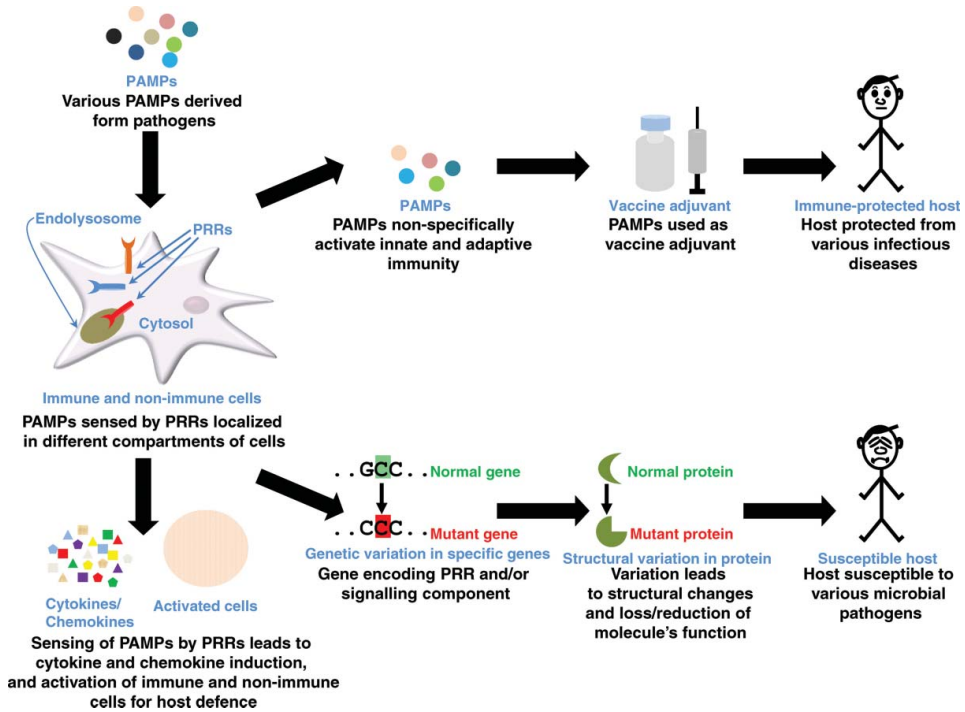 PAMPs
Various PAMPs derived
form pathogens
Endolysosome
PRRs
Cytosol
Immune and non-immune cells
PAMPs sensed by PRRs localized
in different compartments of cells
PAMPs
PAMPs non-specifically
activate innate and adaptive
immunity
Vaccine adjuvant
PAMPs used as
vaccine adjuvant
Immune-protected host
Host protected from
various infectious
diseases
Cytokines/
Chemokines
Activated cells
Sensing of PAMPs by PRRs leads to
cytokine and chemokine induction,
and activation of immune and non-immune
cells for host defence
. . GCC . . Normal gene
. . CCC . . Mutant gene
Genetic variation in specific genes
Gene encoding PRR and/or
signalling component
Normal protein
Mutant protein
Structural variation in protein
Variation leads
to structural changes
and loss/reduction of
molecule's function
Susceptible host
Host susceptible to
various microbial
pathogens